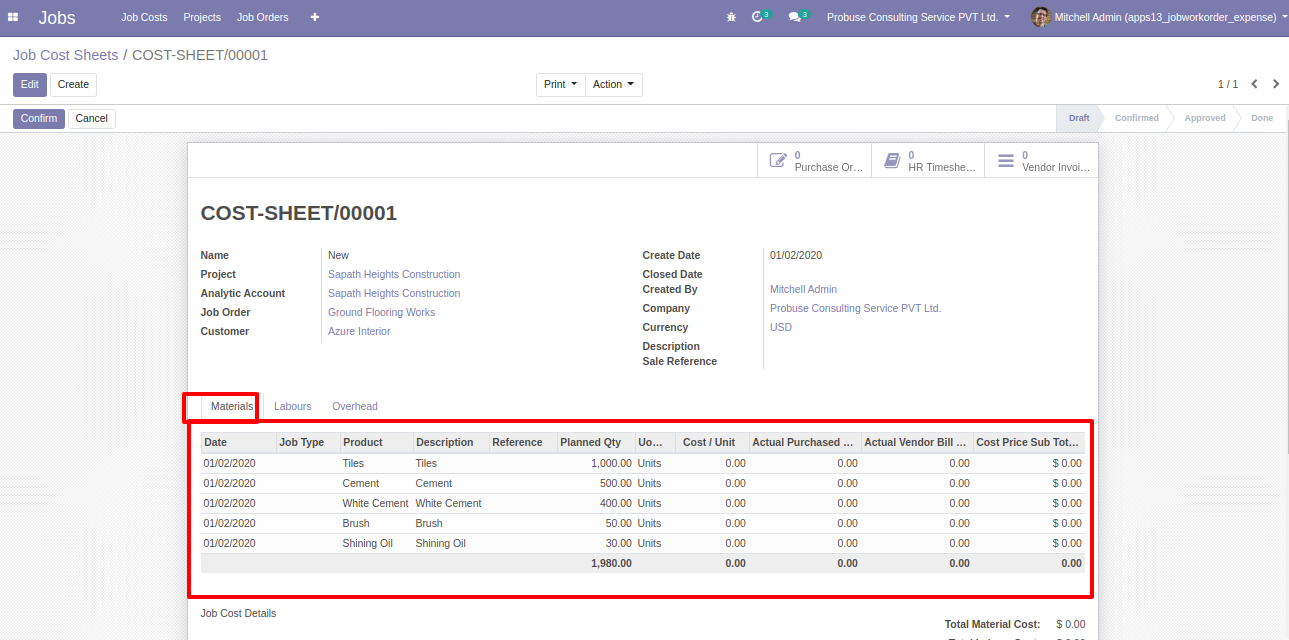 Jobs Job Costs Projects Job Orders + 3 3 Probuse Consulting Service PVT Ltd. Mitchell Admin (apps13_jobworkorder_expense)
Job Cost Sheets / COST-SHEET/00001
Edit Create Print Action 1 / 1
Confirm Cancel Draft Confirmed Approved Done
0 0 0
Purchase Or... HR Timeshe... Vendor Invoi...
COST-SHEET/00001
Name New Create Date 01/02/2020
Project Sapath Heights Construction Closed Date
Analytic Account Sapath Heights Construction Created By Mitchell Admin
Job Order Ground Flooring Works Company Probuse Consulting Service PVT Ltd.
Customer Azure Interior Currency USD
Description
Sale Reference
Materials Labours Overhead
Date Job Type Product Description Reference Planned Qty Uo... Cost / Unit Actual Purchased ... Actual Vendor Bill ... Cost Price Sub Tot...
01/02/2020 Tiles Tiles 1,000.00 Units 0.00 0.00 0.00 $ 0.00
01/02/2020 Cement Cement 500.00 Units 0.00 0.00 0.00 $ 0.00
01/02/2020 White Cement White Cement 400.00 Units 0.00 0.00 0.00 $ 0.00
01/02/2020 Brush Brush 50.00 Units 0.00 0.00 0.00 $ 0.00
01/02/2020 Shining Oil Shining Oil 30.00 Units 0.00 0.00 0.00 $ 0.00
1,980.00 0.00 0.00 0.00 0.00
Job Cost Details
Total Material Cost: $ 0.00